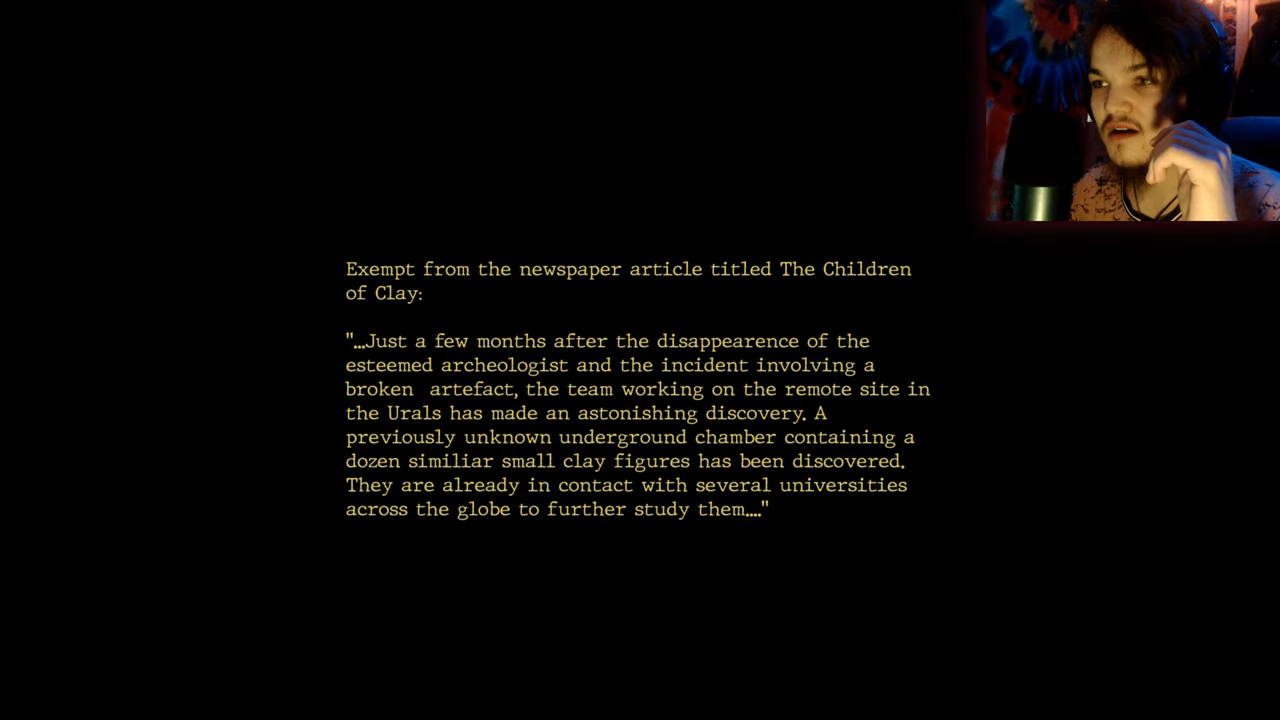 Exempt from the newspaper article titled The Children
of Clay:
"...Just a few months after the disappearence of the
esteemed archeologist and the incident involving a
broken  artefact, the team working on the remote site in
the Urals has made an astonishing discovery. A
previously unknown underground chamber containing a
dozen similiar small clay figures has been discovered.
They are already in contact with several universities
across the globe to further study them...."